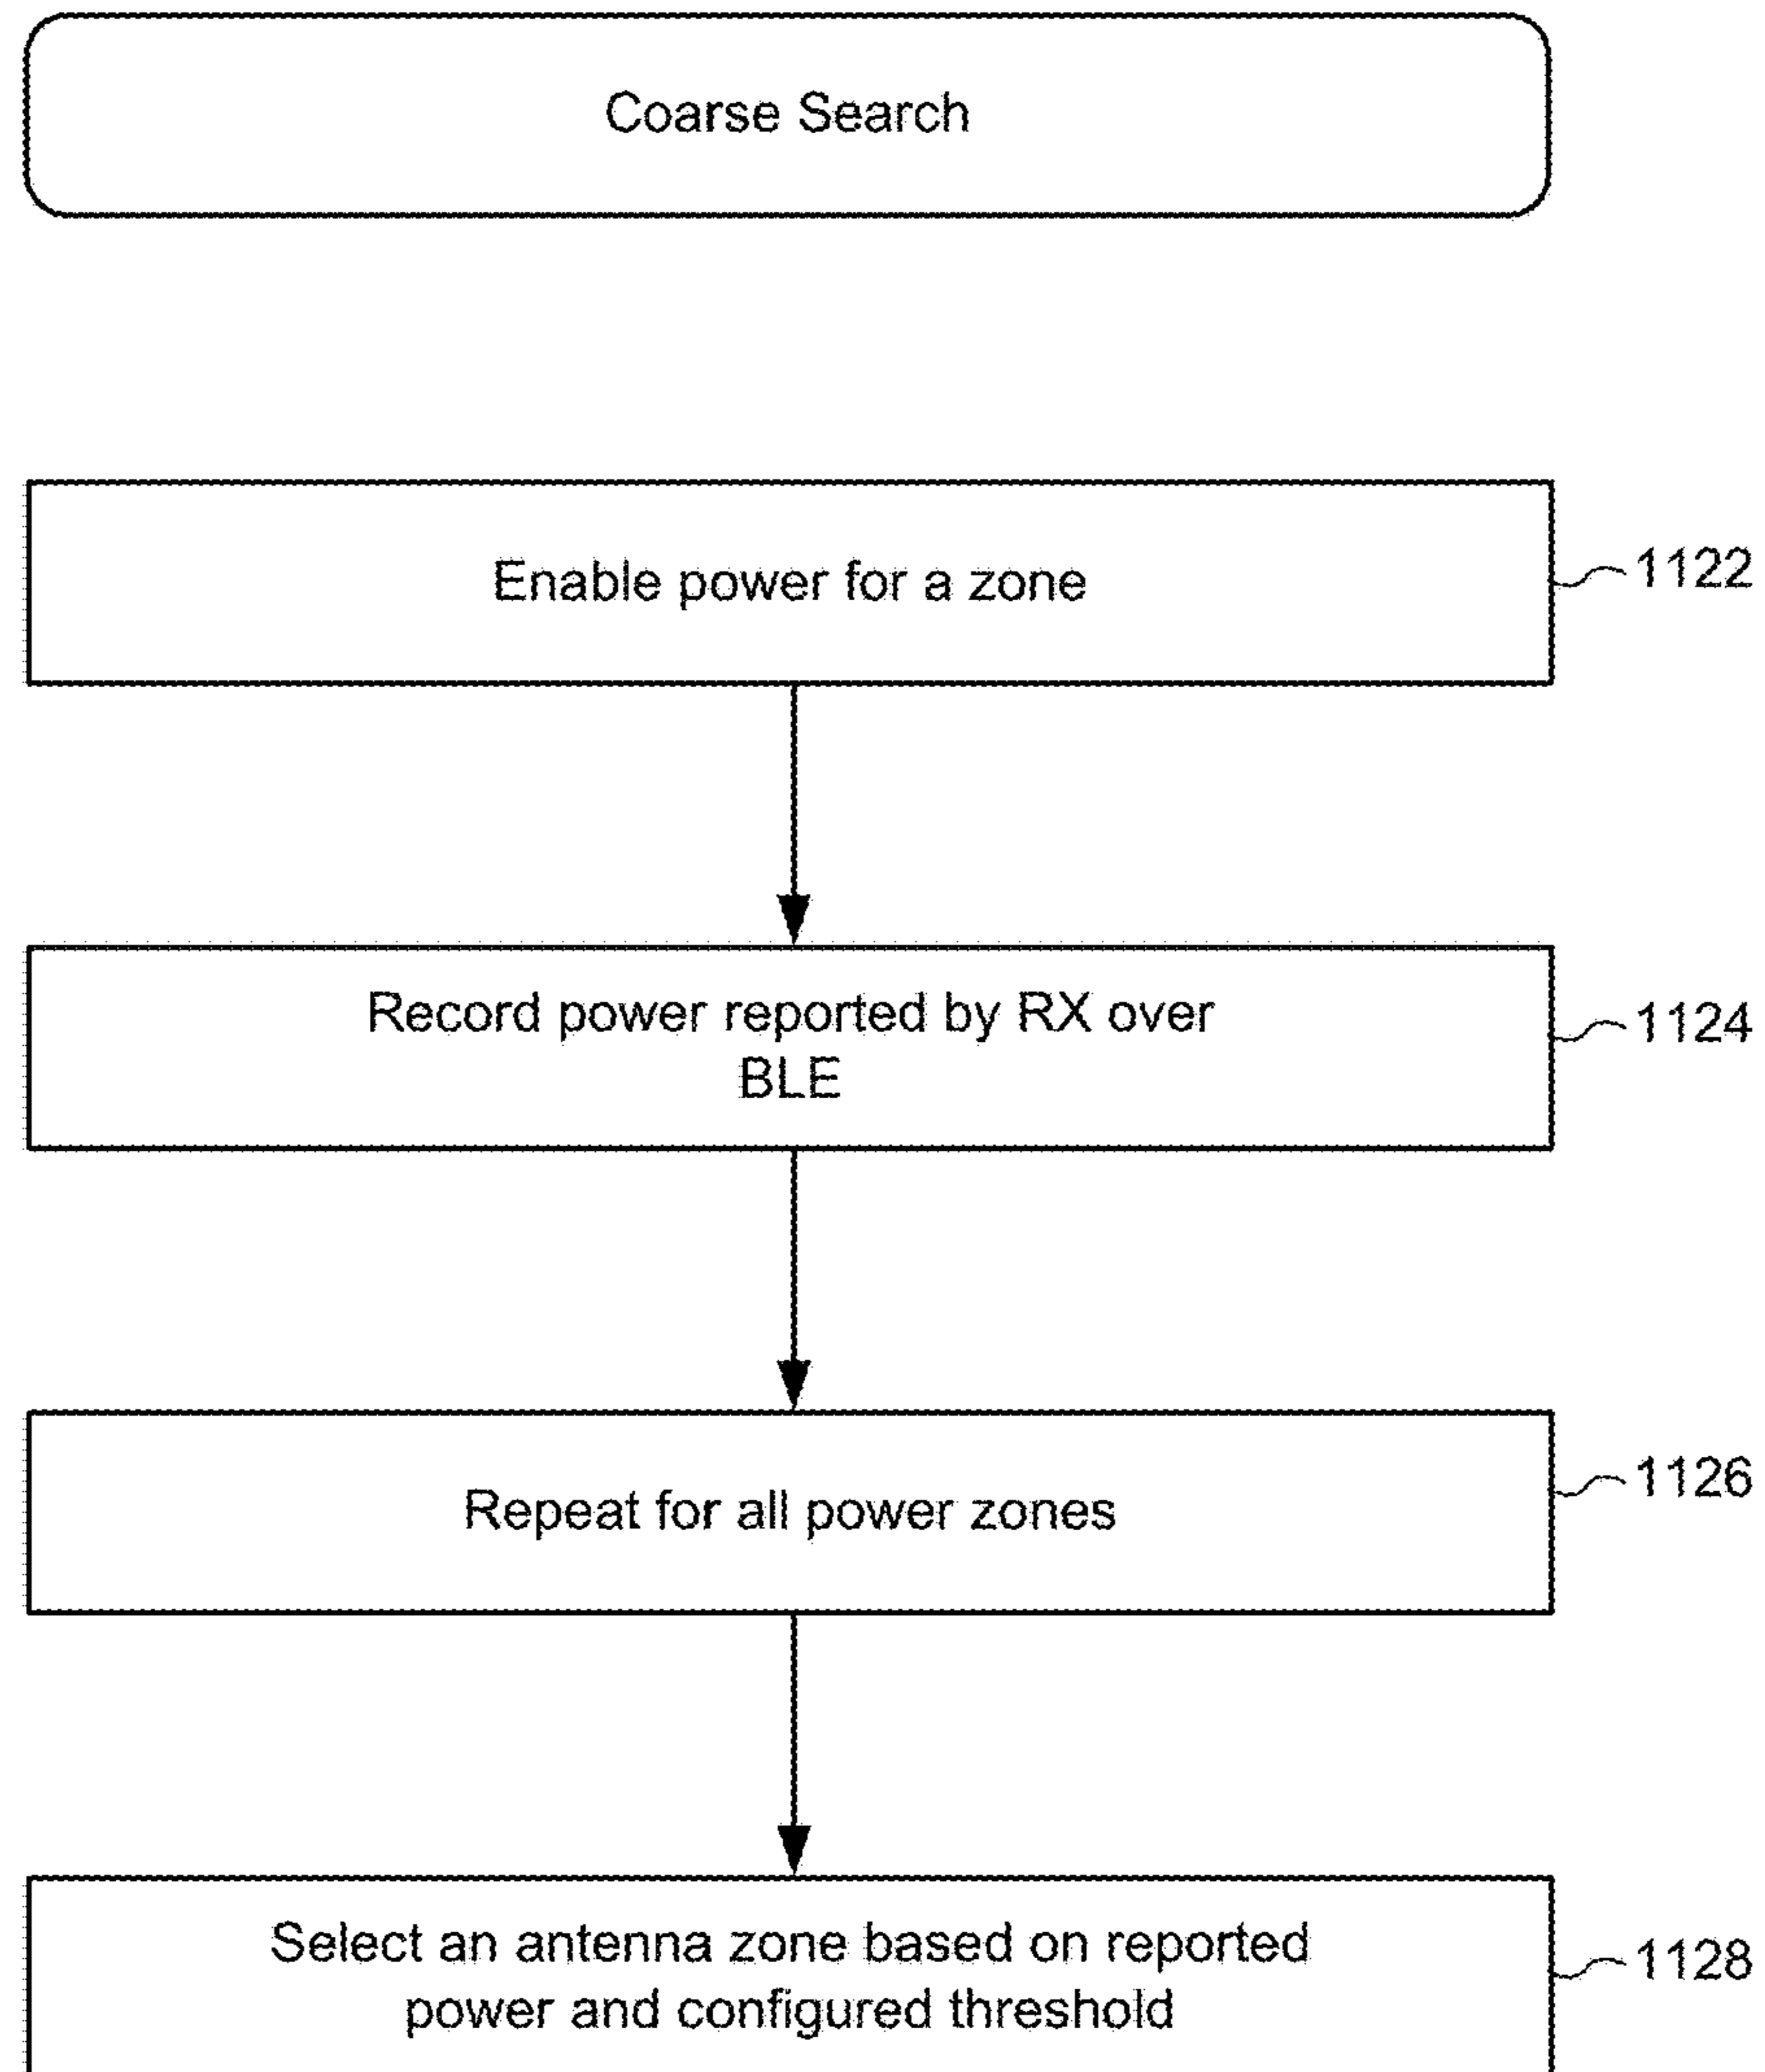 Coarse Search
Enable power for a zone
1122
Record power reported by RX over
BLE
1124
Repeat for all power zones
1126
Select an antenna zone based on reported
power and configured threshold
1128